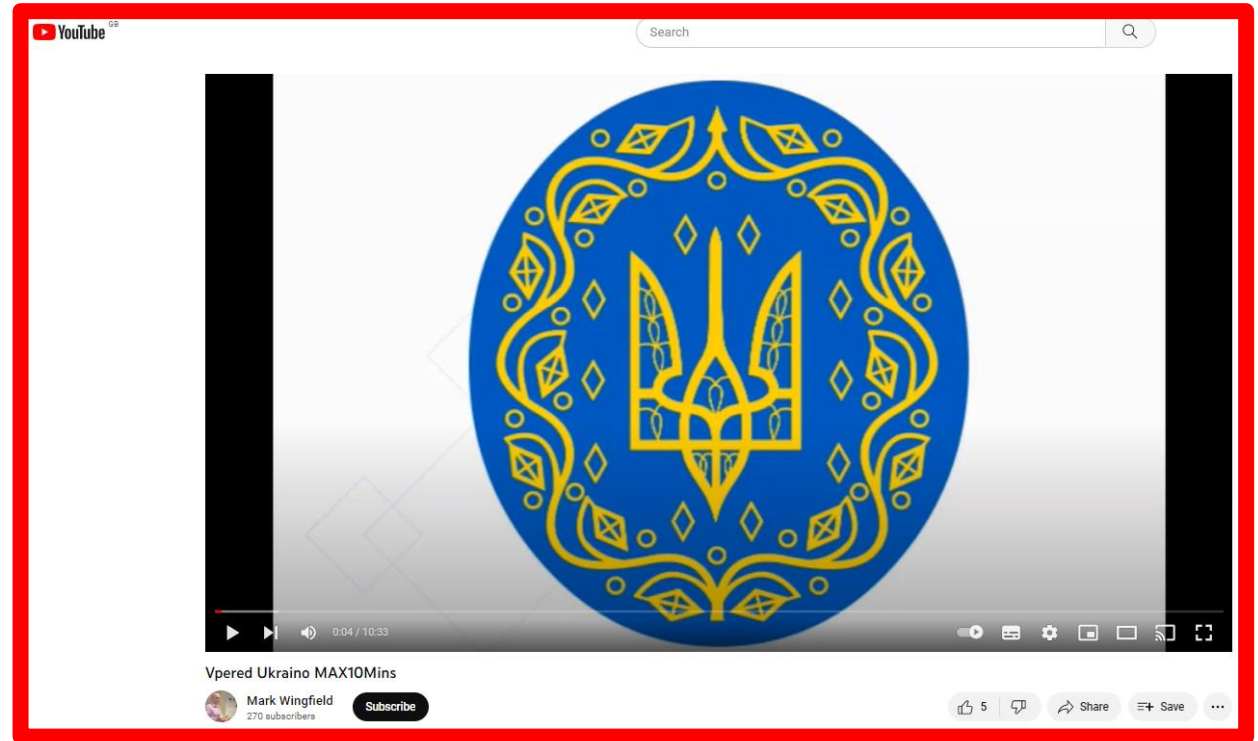 YouTube GB
Search
0:04 / 10:33
Vpered Ukraino MAX10Mins
Mark Wingfield
270 subscribers
Subscribe
5
Share
Save